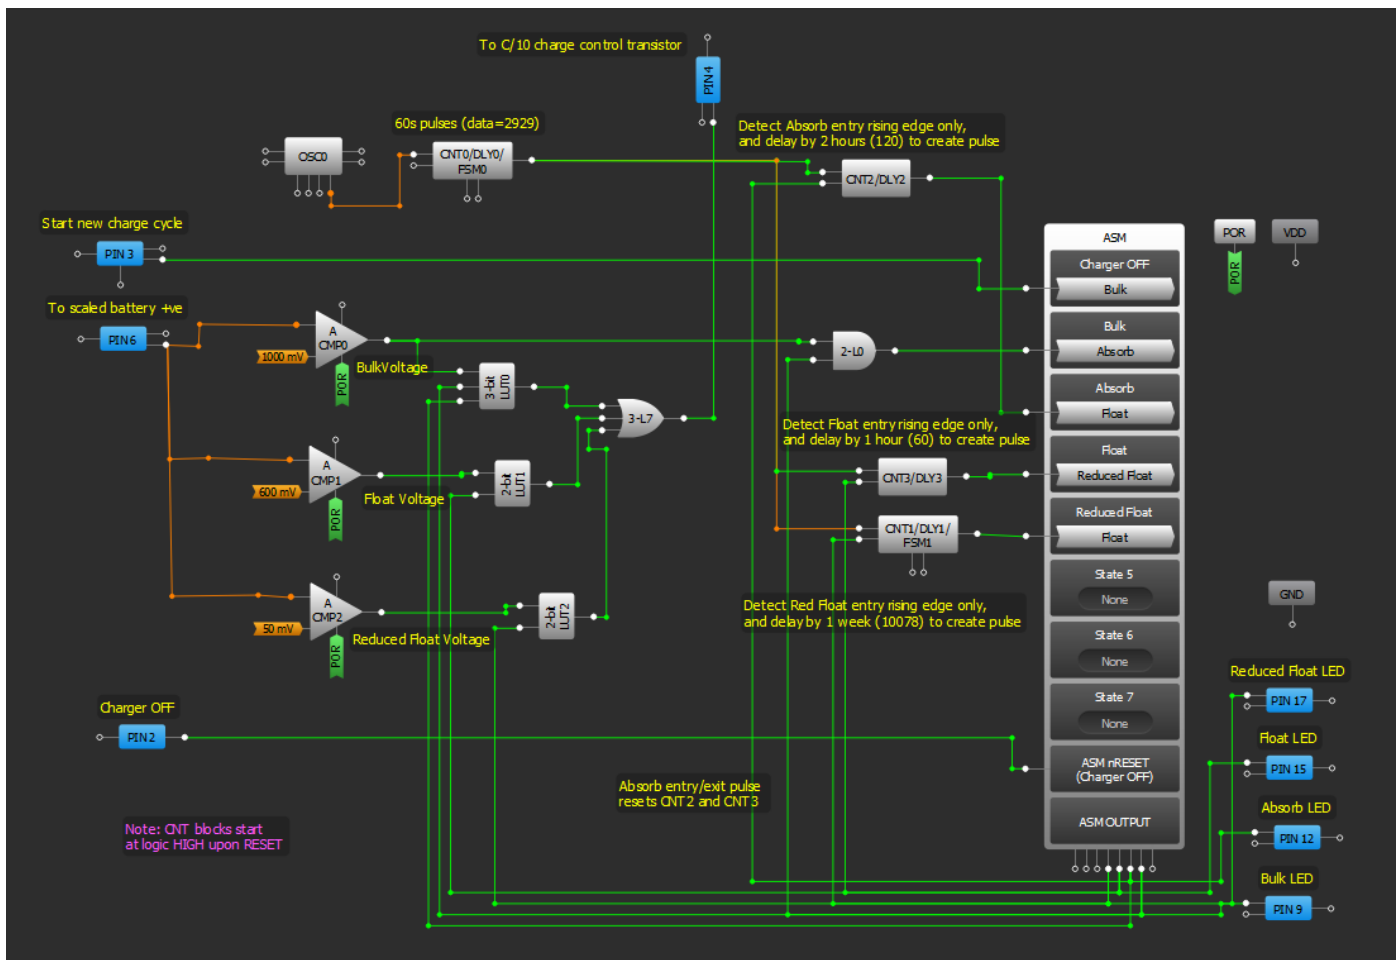 To C/10 charge control transistor
PIN 4
60s pulses (data=2929)
OSC0
CNT0/DLY0/
FSM0
Detect Absorb entry rising edge only,
and delay by 2 hours (120) to create pulse
CNT2/DLY2
Start new charge cycle
PIN 3
To scaled battery +ve
PIN 6
A
CMP0
1000 mV
POR
BulkVoltage
3-bit
LUT0
2-L0
3-L7
A
CMP1
600 mV
POR
Float Voltage
2-bit
LUT1
Detect Float entry rising edge only,
and delay by 1 hour (60) to create pulse
CNT3/DLY3
CNT1/DLY1/
FSM1
A
CMP2
50 mV
POR
Reduced Float Voltage
2-bit
LUT2
Detect Red Float entry rising edge only,
and delay by 1 week (10078) to create pulse
Charger OFF
PIN 2
Absorb entry/exit pulse
resets CNT2 and CNT3
Note: CNT blocks start
at logic HIGH upon RESET
ASM
Charger OFF
Bulk
Bulk
Absorb
Absorb
Float
Float
Reduced Float
Reduced Float
Float
State 5
None
State 6
None
State 7
None
ASM nRESET
(Charger OFF)
ASM OUTPUT
POR
POR
VDD
GND
Reduced Float LED
PIN 17
Float LED
PIN 15
Absorb LED
PIN 12
Bulk LED
PIN 9